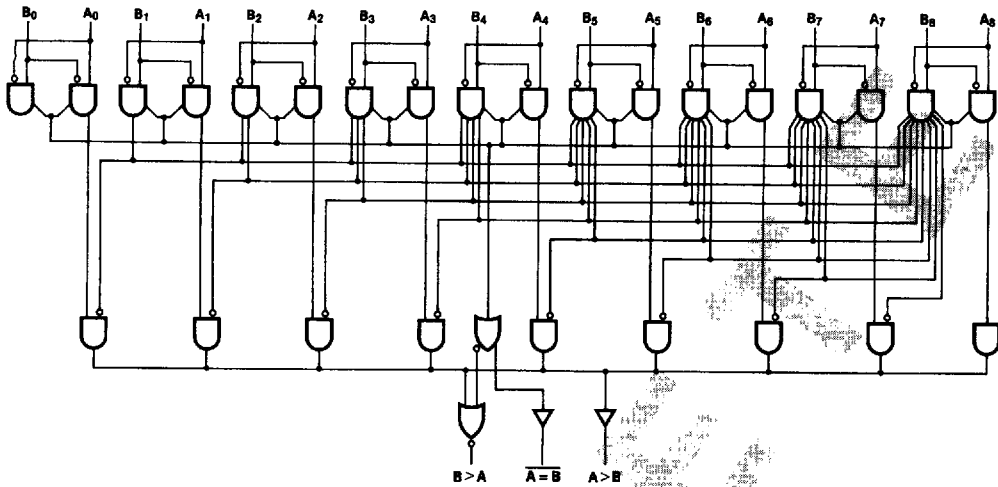 B₀ A₀ B₁ A₁ B₂ A₂ B₃ A₃ B₄ A₄ B₅ A₅ B₆ A₆ B₇ A₇ B₈ A₈
B > A A = B A > B